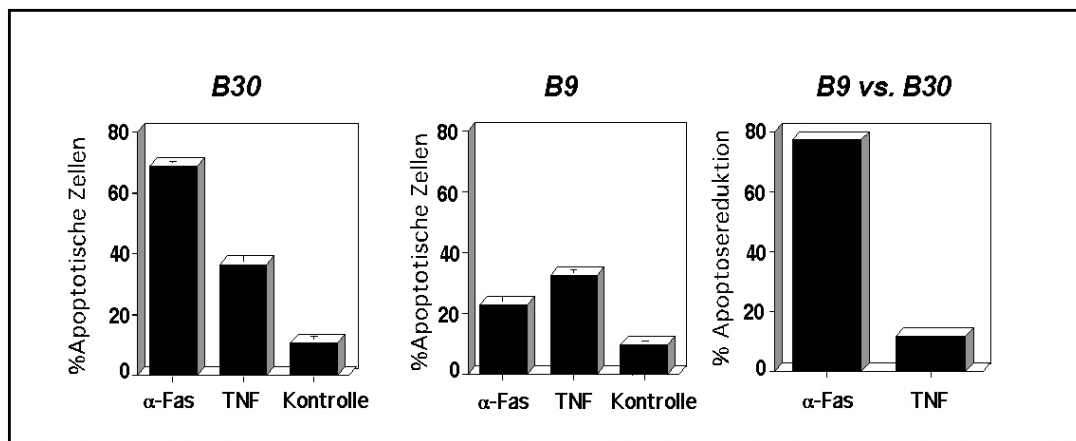 B30
%Apoptotische Zellen
80
60
40
20
0
α-Fas TNF Kontrolle
B9
%Apoptotische Zellen
80
60
40
20
0
α-Fas TNF Kontrolle
B9 vs. B30
% Apoptosereduktion
80
60
40
20
0
α-Fas TNF